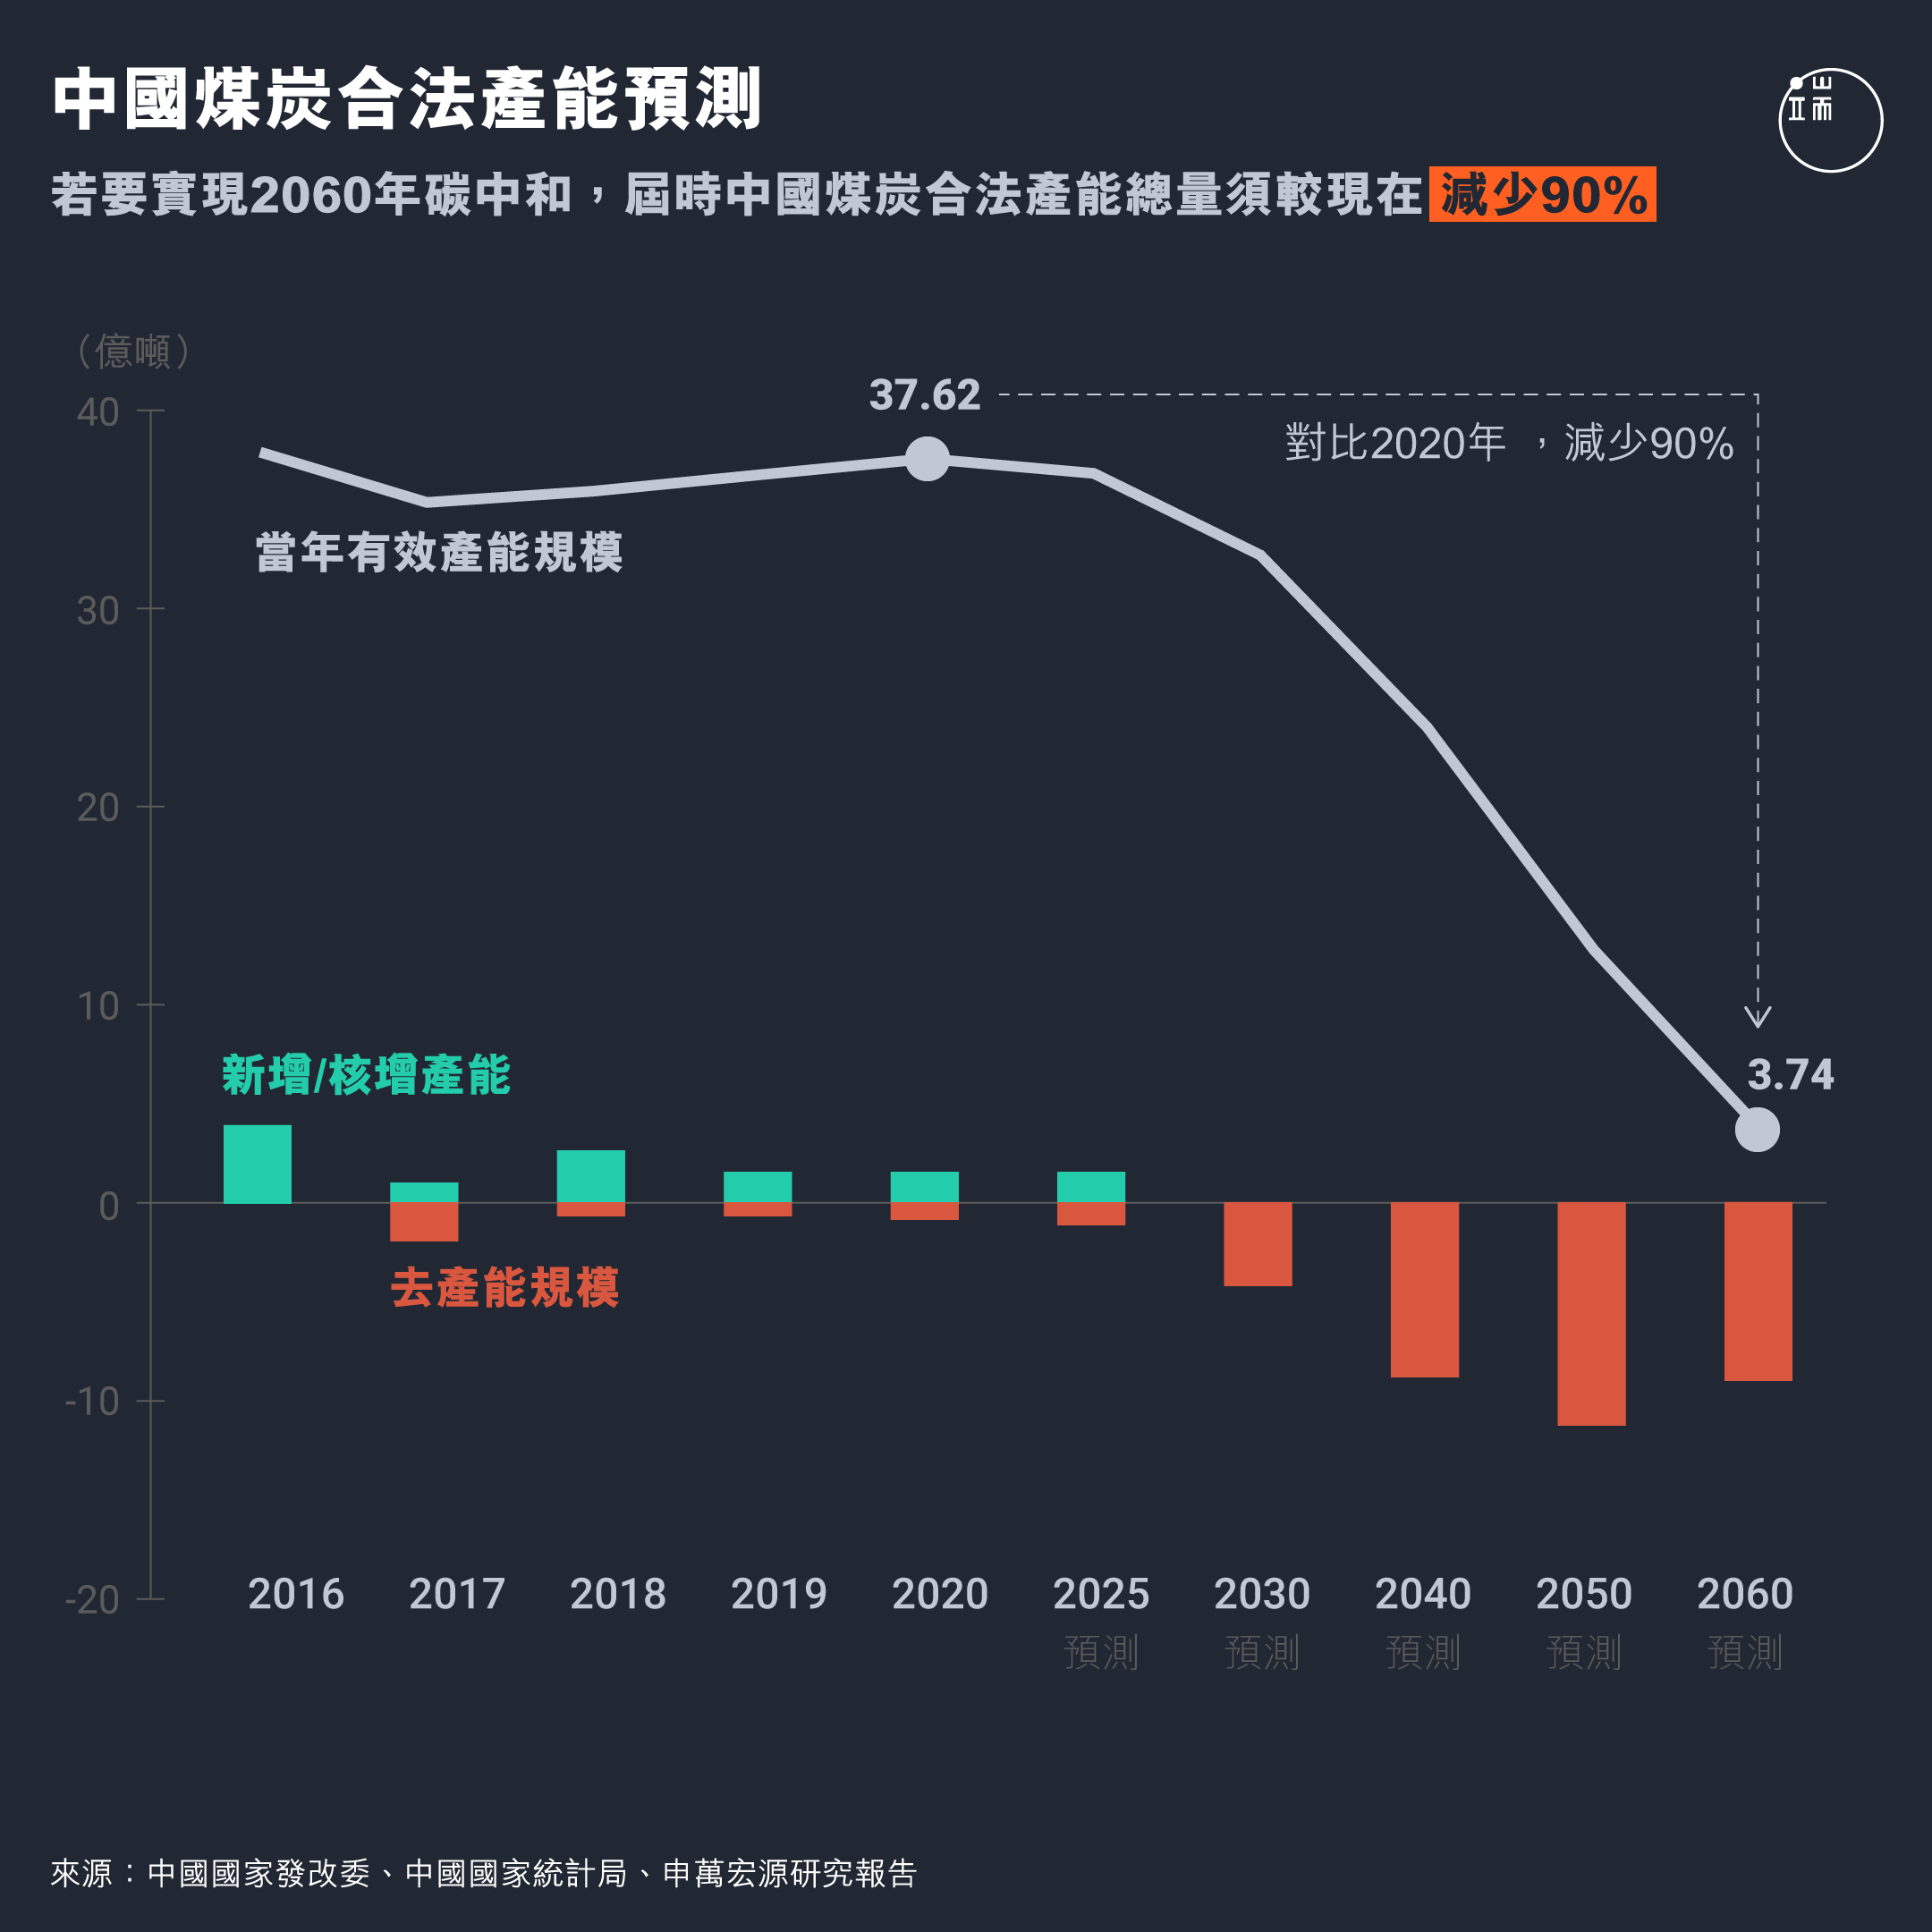 中國煤炭合法產能預測
端
若要實現2060年碳中和，屆時中國煤炭合法產能總量須較現在 減少90%
（億噸）
37.62
40
對比2020年 ，減少90%
當年有效產能規模
30
20
10
新增/核增產能
3.74
0
去產能規模
-10
-20
2016 2017 2018 2019 2020 2025 2030 2040 2050 2060
預測 預測 預測 預測 預測
來源：中國國家發改委、中國國家統計局、申萬宏源研究報告